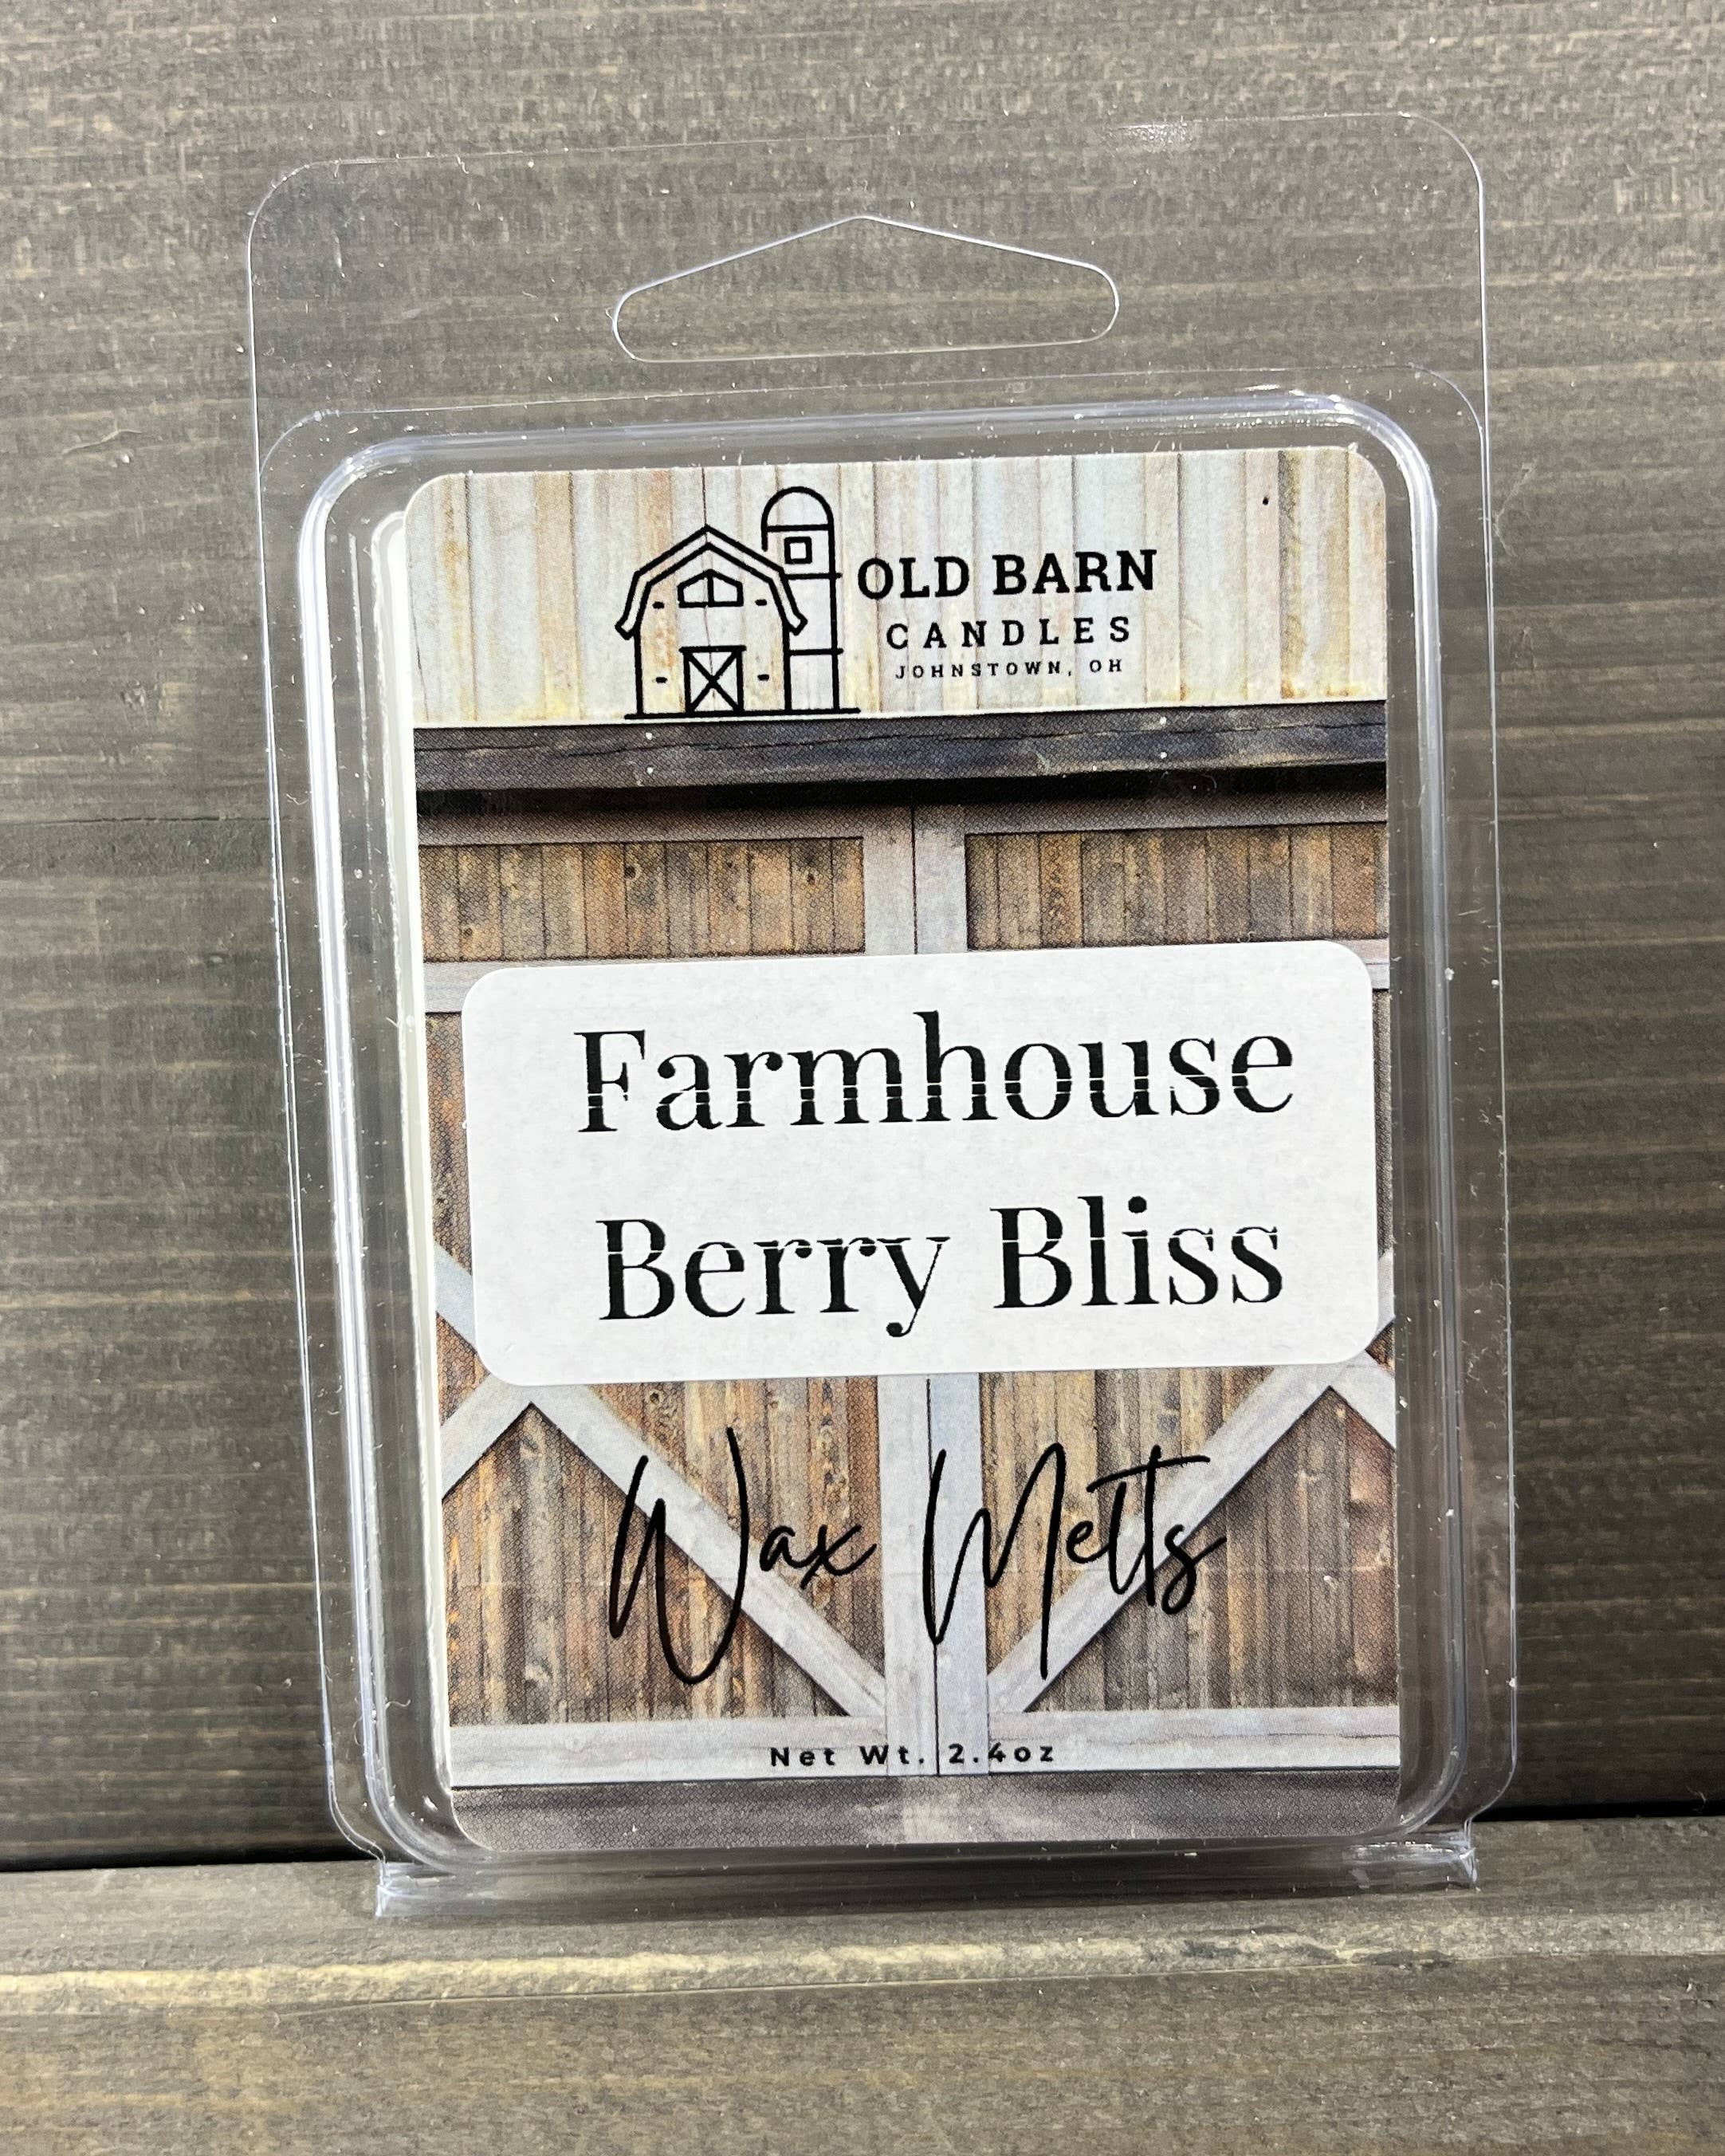 OLD BARN
CANDLES
JOHNSTOWN, OH
Farmhouse
Berry Bliss
Wax Melts
Net Wt. 2.4oz